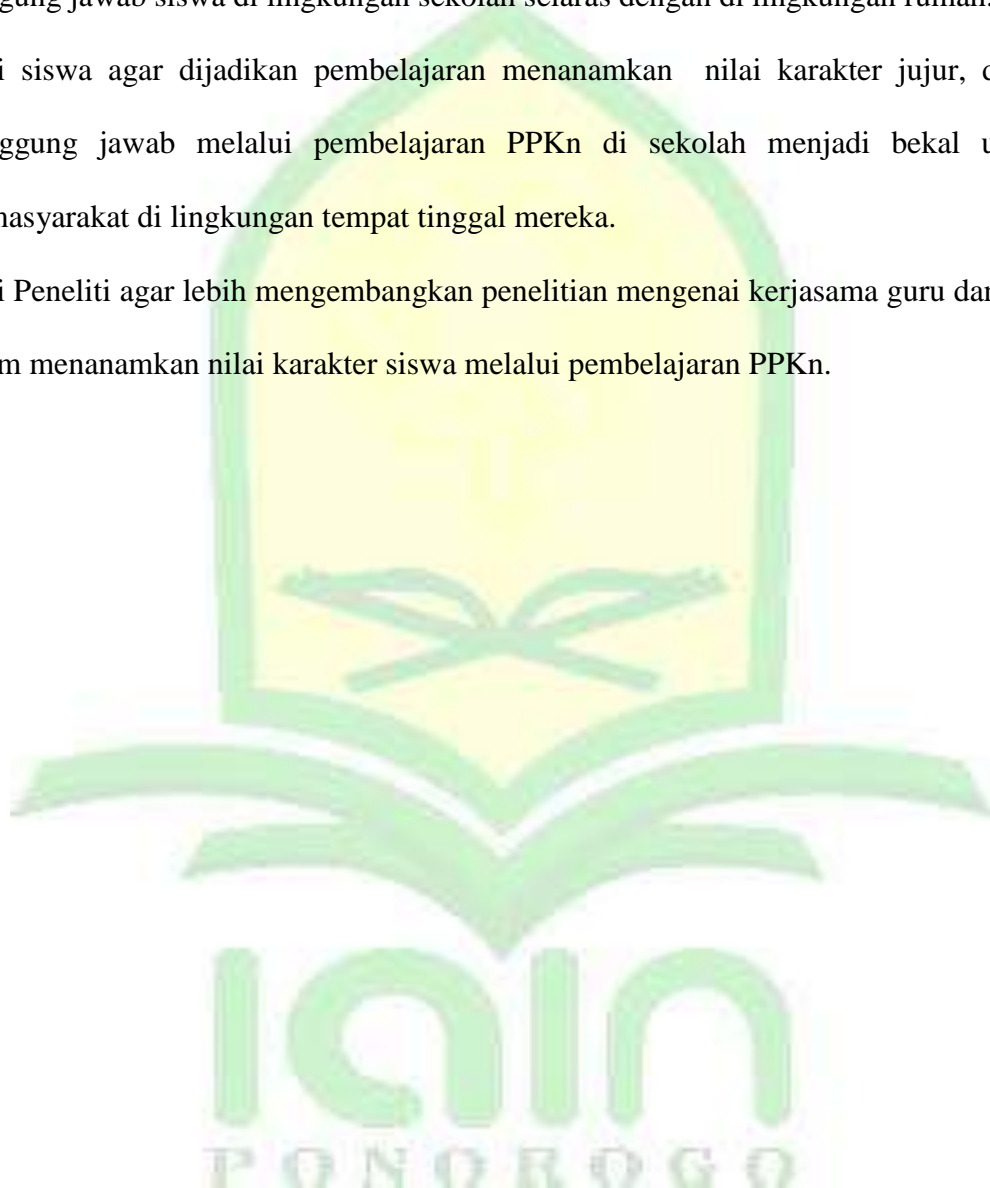 gung jawab siswa di lingkungan sekolah selaras dengan di lingkungan rumah.
i siswa agar dijadikan pembelajaran menanamkan nilai karakter jujur, d
ggung jawab melalui pembelajaran PPKn di sekolah menjadi bekal u
masyarakat di lingkungan tempat tinggal mereka.
i Peneliti agar lebih mengembangkan penelitian mengenai kerjasama guru dan
m menanamkan nilai karakter siswa melalui pembelajaran PPKn.
iain
PONOROGO